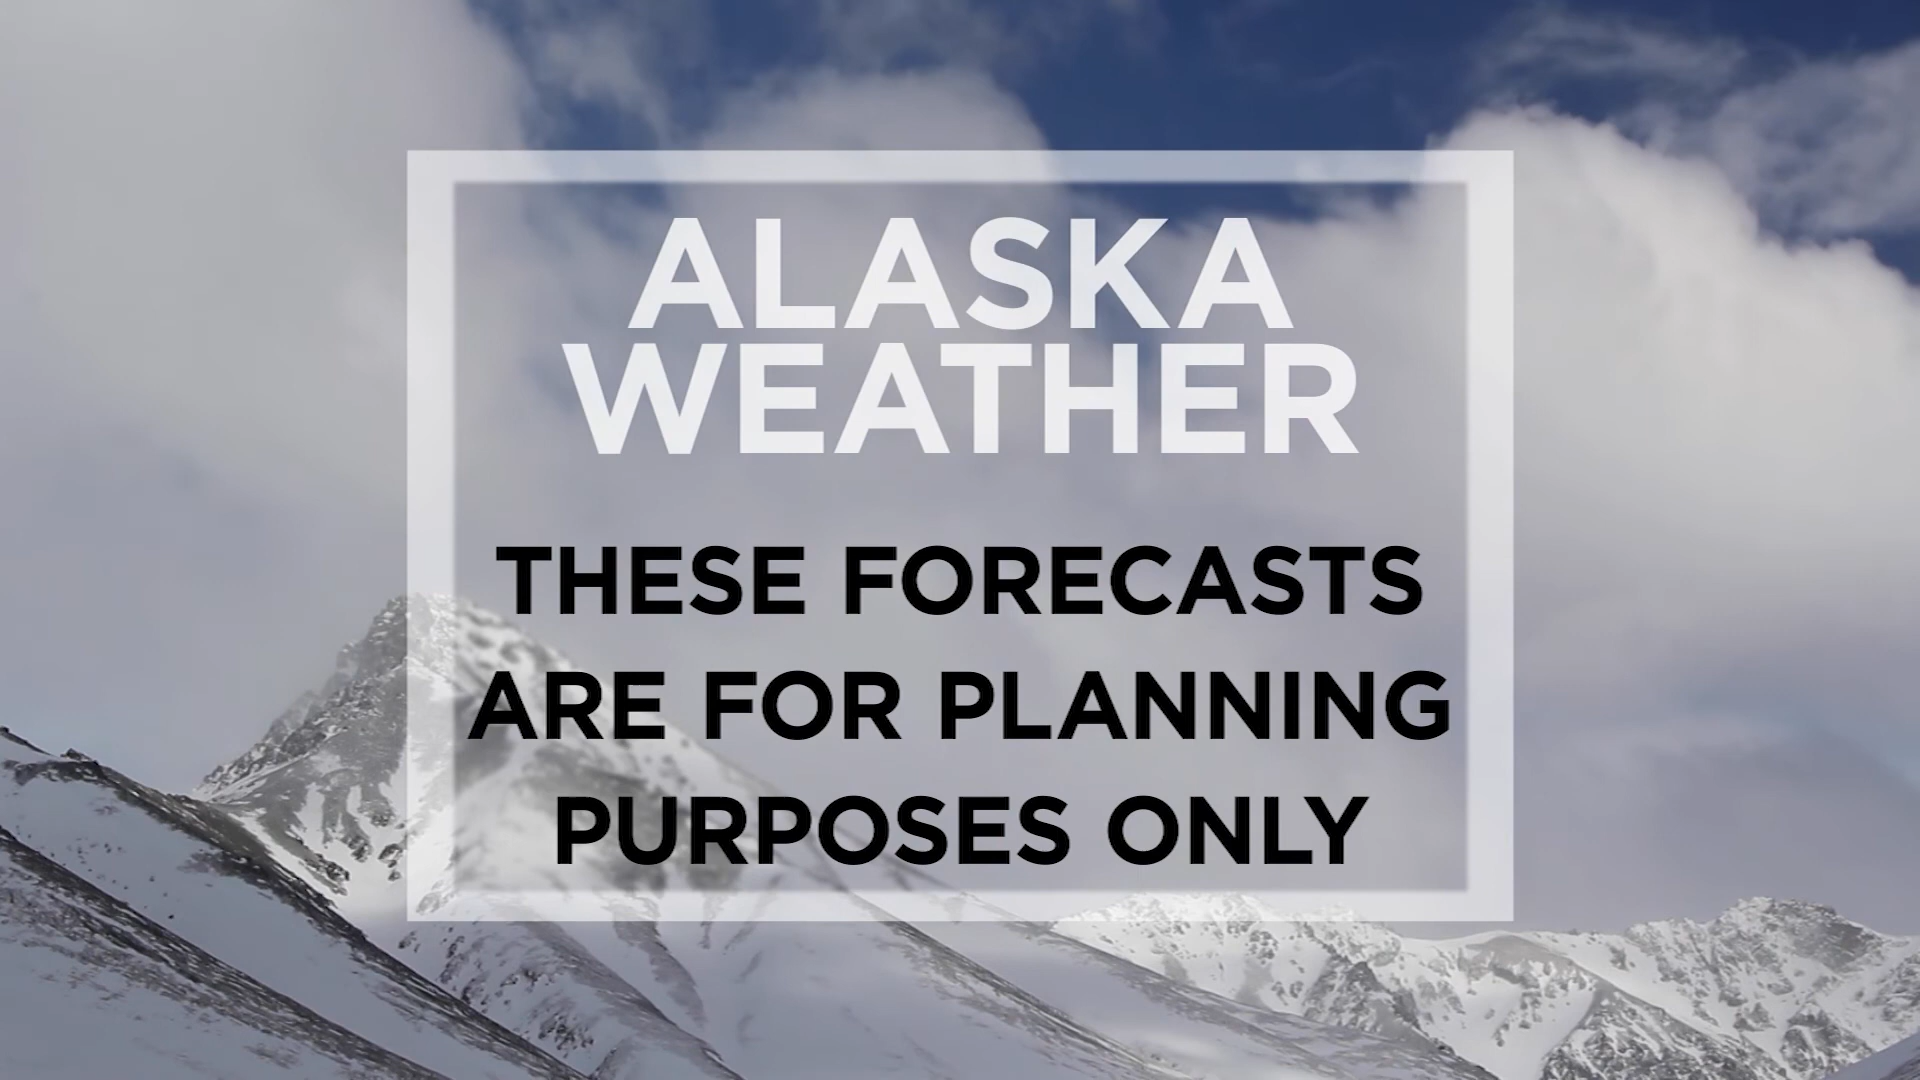 ALASKA
WEATHER
THESE FORECASTS
ARE FOR PLANNING
PURPOSES ONLY